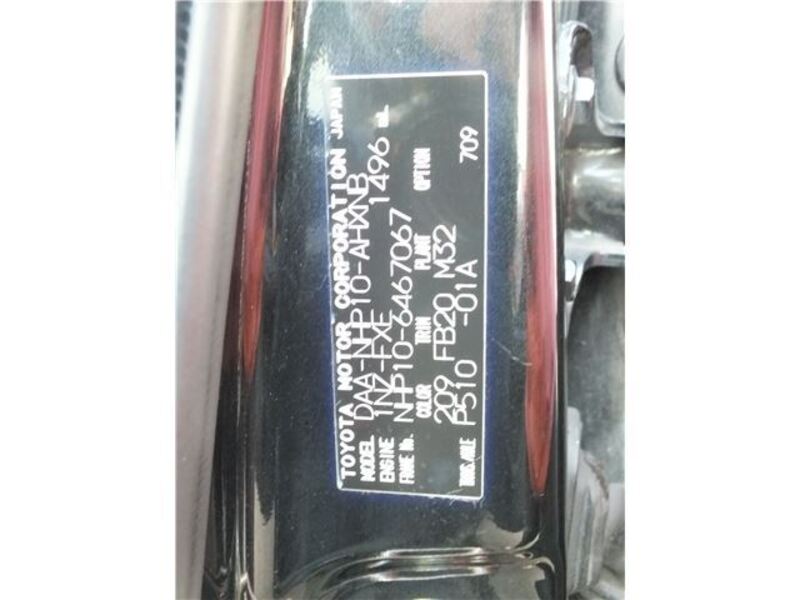 TOYOTA MOTOR CORPORATION JAPAN
MODEL DAA-NHP10-AHXNB
ENGINE 1NZ-FXE 1496 mL
FRAME No. NHP10-6467067
COLOR TRIM PLANT OPTION
209 FB20 M32
TRANS./AXLE P510 -01A 709